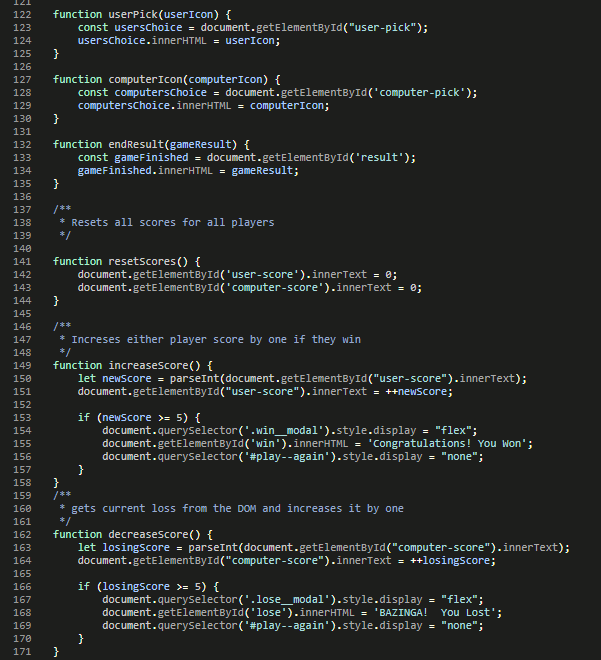 121
122 function userPick(userIcon) {
123     const usersChoice = document.getElementById("user-pick");
124     usersChoice.innerHTML = userIcon;
125 }
126
127 function computerIcon(computerIcon) {
128     const computersChoice = document.getElementById('computer-pick');
129     computersChoice.innerHTML = computerIcon;
130 }
131
132 function endResult(gameResult) {
133     const gameFinished = document.getElementById('result');
134     gameFinished.innerHTML = gameResult;
135 }
136
137 /**
138  * Resets all scores for all players
139  */
140
141 function resetScores() {
142     document.getElementById('user-score').innerText = 0;
143     document.getElementById('computer-score').innerText = 0;
144 }
145
146 /**
147  * Increses either player score by one if they win
148  */
149 function increaseScore() {
150     let newScore = parseInt(document.getElementById("user-score").innerText);
151     document.getElementById("user-score").innerText = ++newScore;
152
153     if (newScore >= 5) {
154         document.querySelector('.win__modal').style.display = "flex";
155         document.getElementById('win').innerHTML = 'Congratulations! You Won';
156         document.querySelector('#play--again').style.display = "none";
157     }
158 }
159 /**
160  * gets current loss from the DOM and increases it by one
161  */
162 function decreaseScore() {
163     let losingScore = parseInt(document.getElementById("computer-score").innerText);
164     document.getElementById("computer-score").innerText = ++losingScore;
165
166     if (losingScore >= 5) {
167         document.querySelector('.lose__modal').style.display = "flex";
168         document.getElementById('lose').innerHTML = 'BAZINGA!  You Lost';
169         document.querySelector('#play--again').style.display = "none";
170     }
171 }